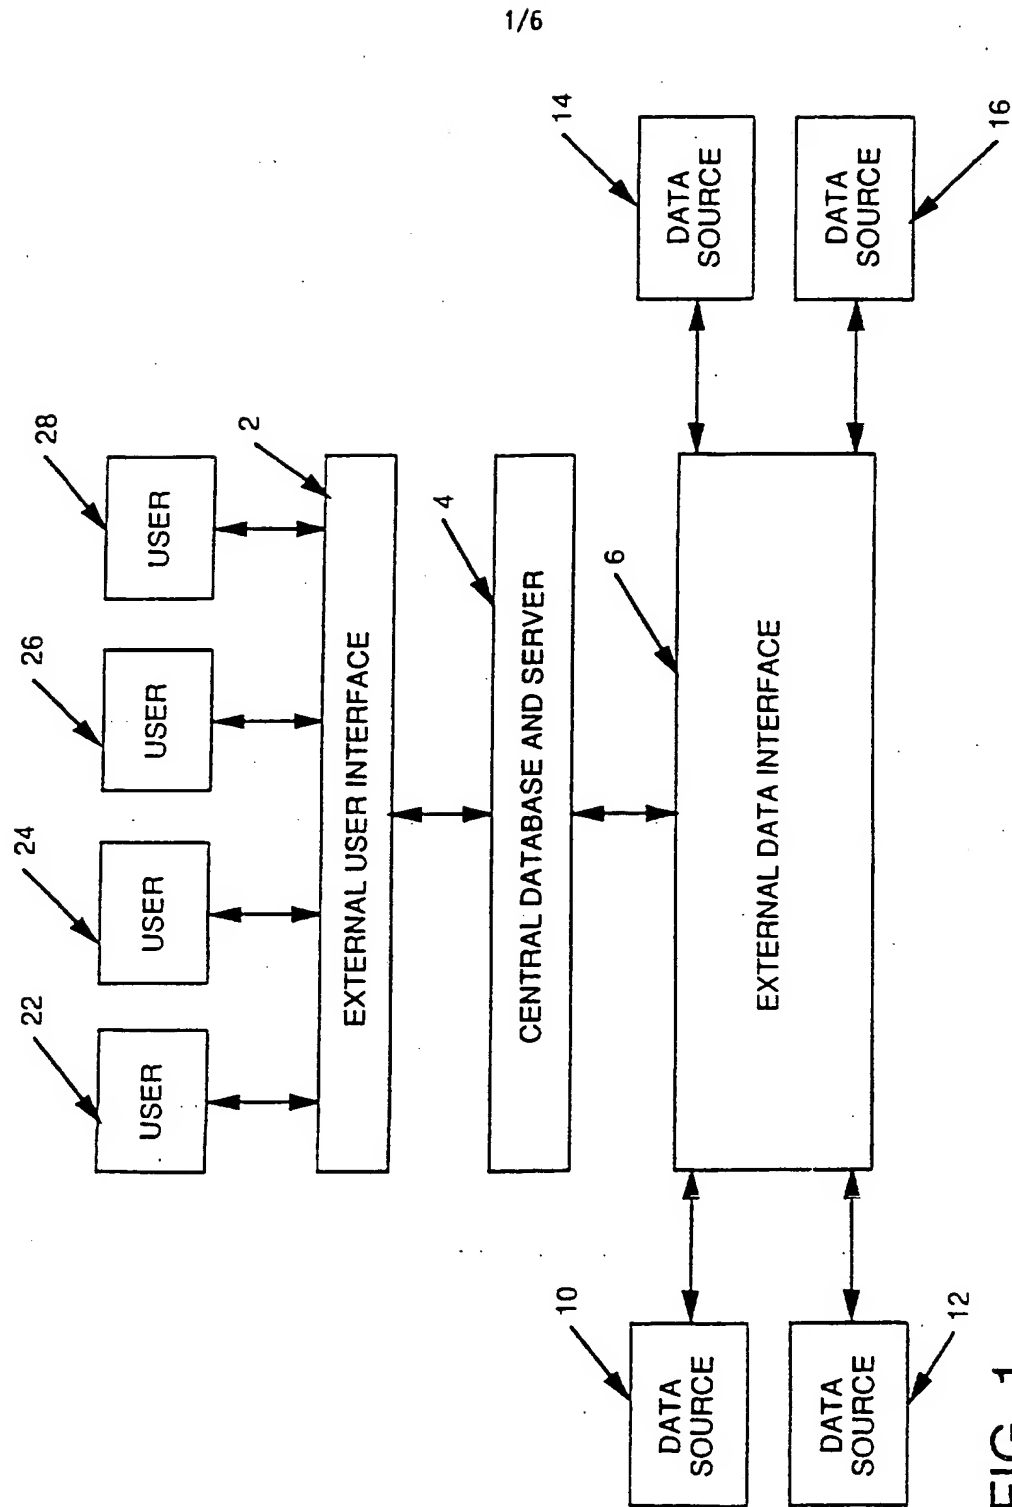 1/6
22
24
26
28
USER
USER
USER
USER
2
EXTERNAL USER INTERFACE
4
CENTRAL DATABASE AND SERVER
6
EXTERNAL DATA INTERFACE
10
DATA
SOURCE
12
DATA
SOURCE
14
DATA
SOURCE
16
DATA
SOURCE
FIG. 1